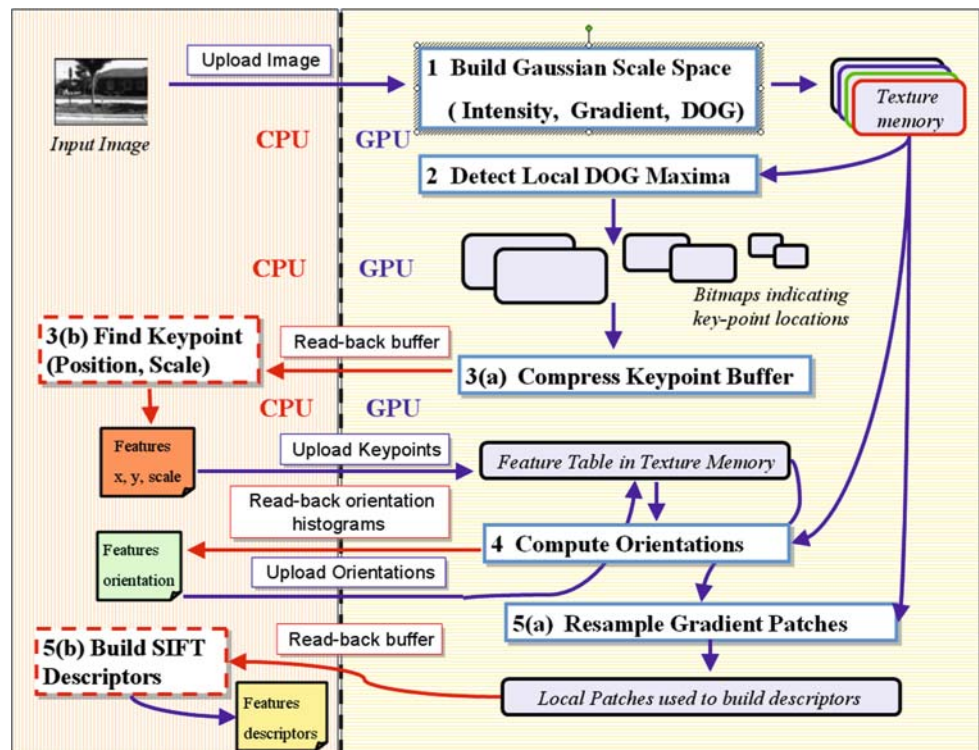 Upload Image
1 Build Gaussian Scale Space
( Intensity, Gradient, DOG)
Texture
memory
Input Image
CPU
GPU
2 Detect Local DOG Maxima
CPU
GPU
Bitmaps indicating
key-point locations
3(b) Find Keypoint
(Position, Scale)
Read-back buffer
3(a) Compress Keypoint Buffer
CPU
GPU
Features
x, y, scale
Upload Keypoints
Feature Table in Texture Memory
Read-back orientation
histograms
Features
orientation
4 Compute Orientations
Upload Orientations
5(a) Resample Gradient Patches
5(b) Build SIFT
Descriptors
Read-back buffer
Features
descriptors
Local Patches used to build descriptors